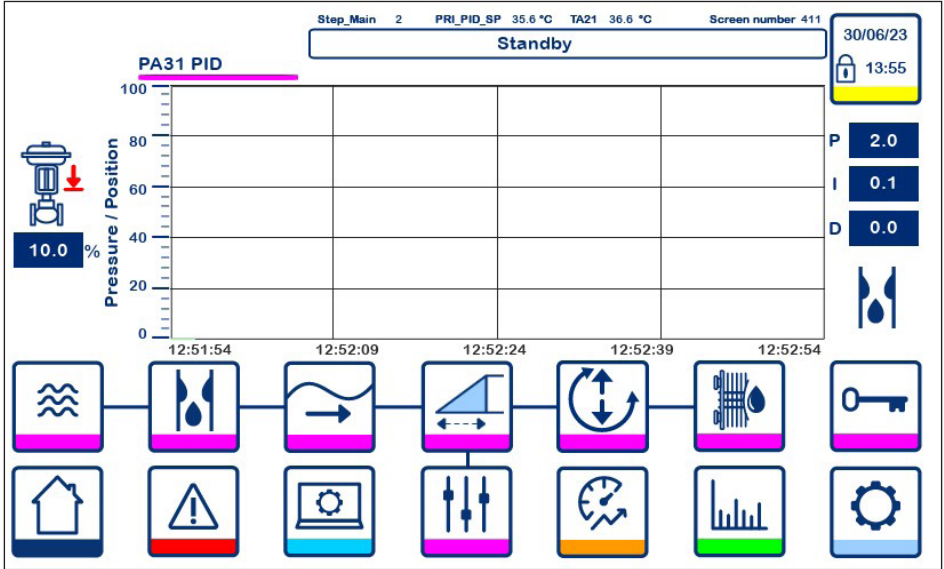 Step_Main 2 PRI_PID_SP 35.6 °C TA21 36.6 °C Screen number 411
Standby
30/06/23
13:55
PA31 PID
Pressure / Position
100
80
60
40
20
0
12:51:54 12:52:09 12:52:24 12:52:39 12:52:54
10.0 %
P 2.0
I 0.1
D 0.0